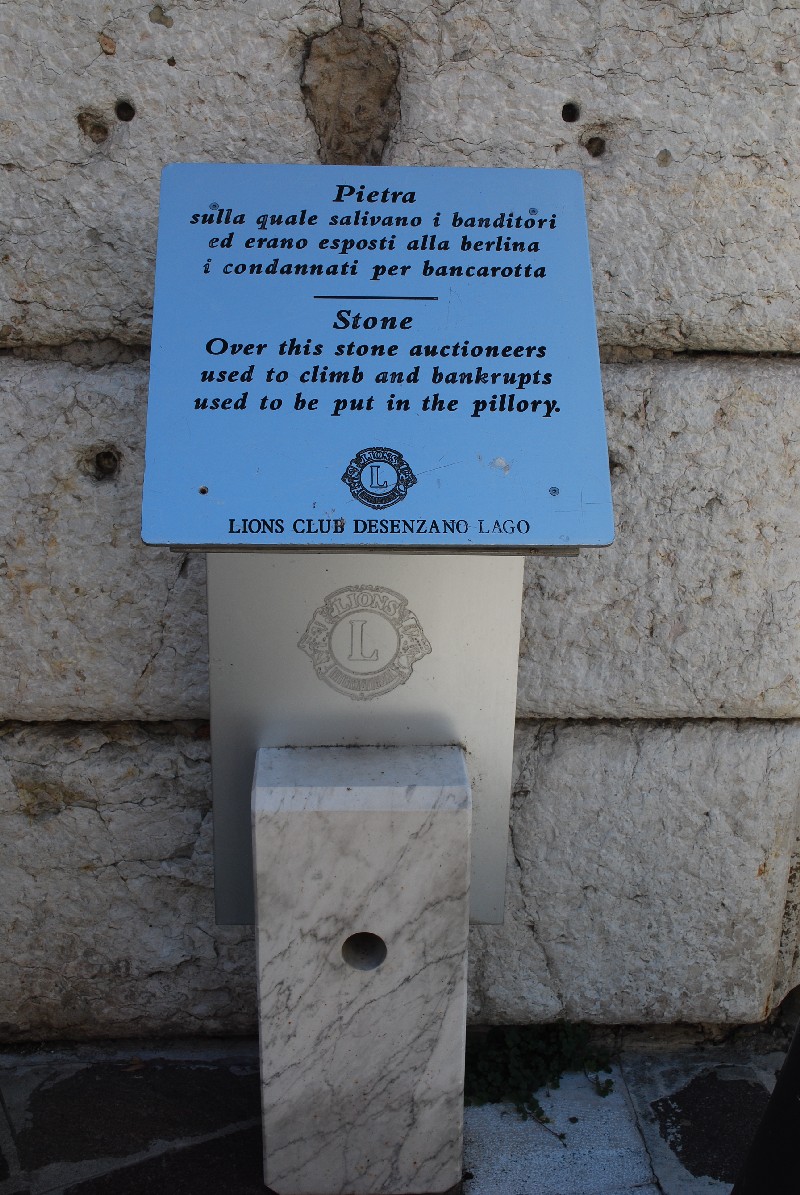 Pietra
sulla quale salivano i banditori
ed erano esposti alla berlina
i condannati per bancarotta
Stone
Over this stone auctioneers
used to climb and bankrupts
used to be put in the pillory.
LIONS
L
LIONS CLUB DESENZANO LAGO
LIONS
L
INTERNATIONAL